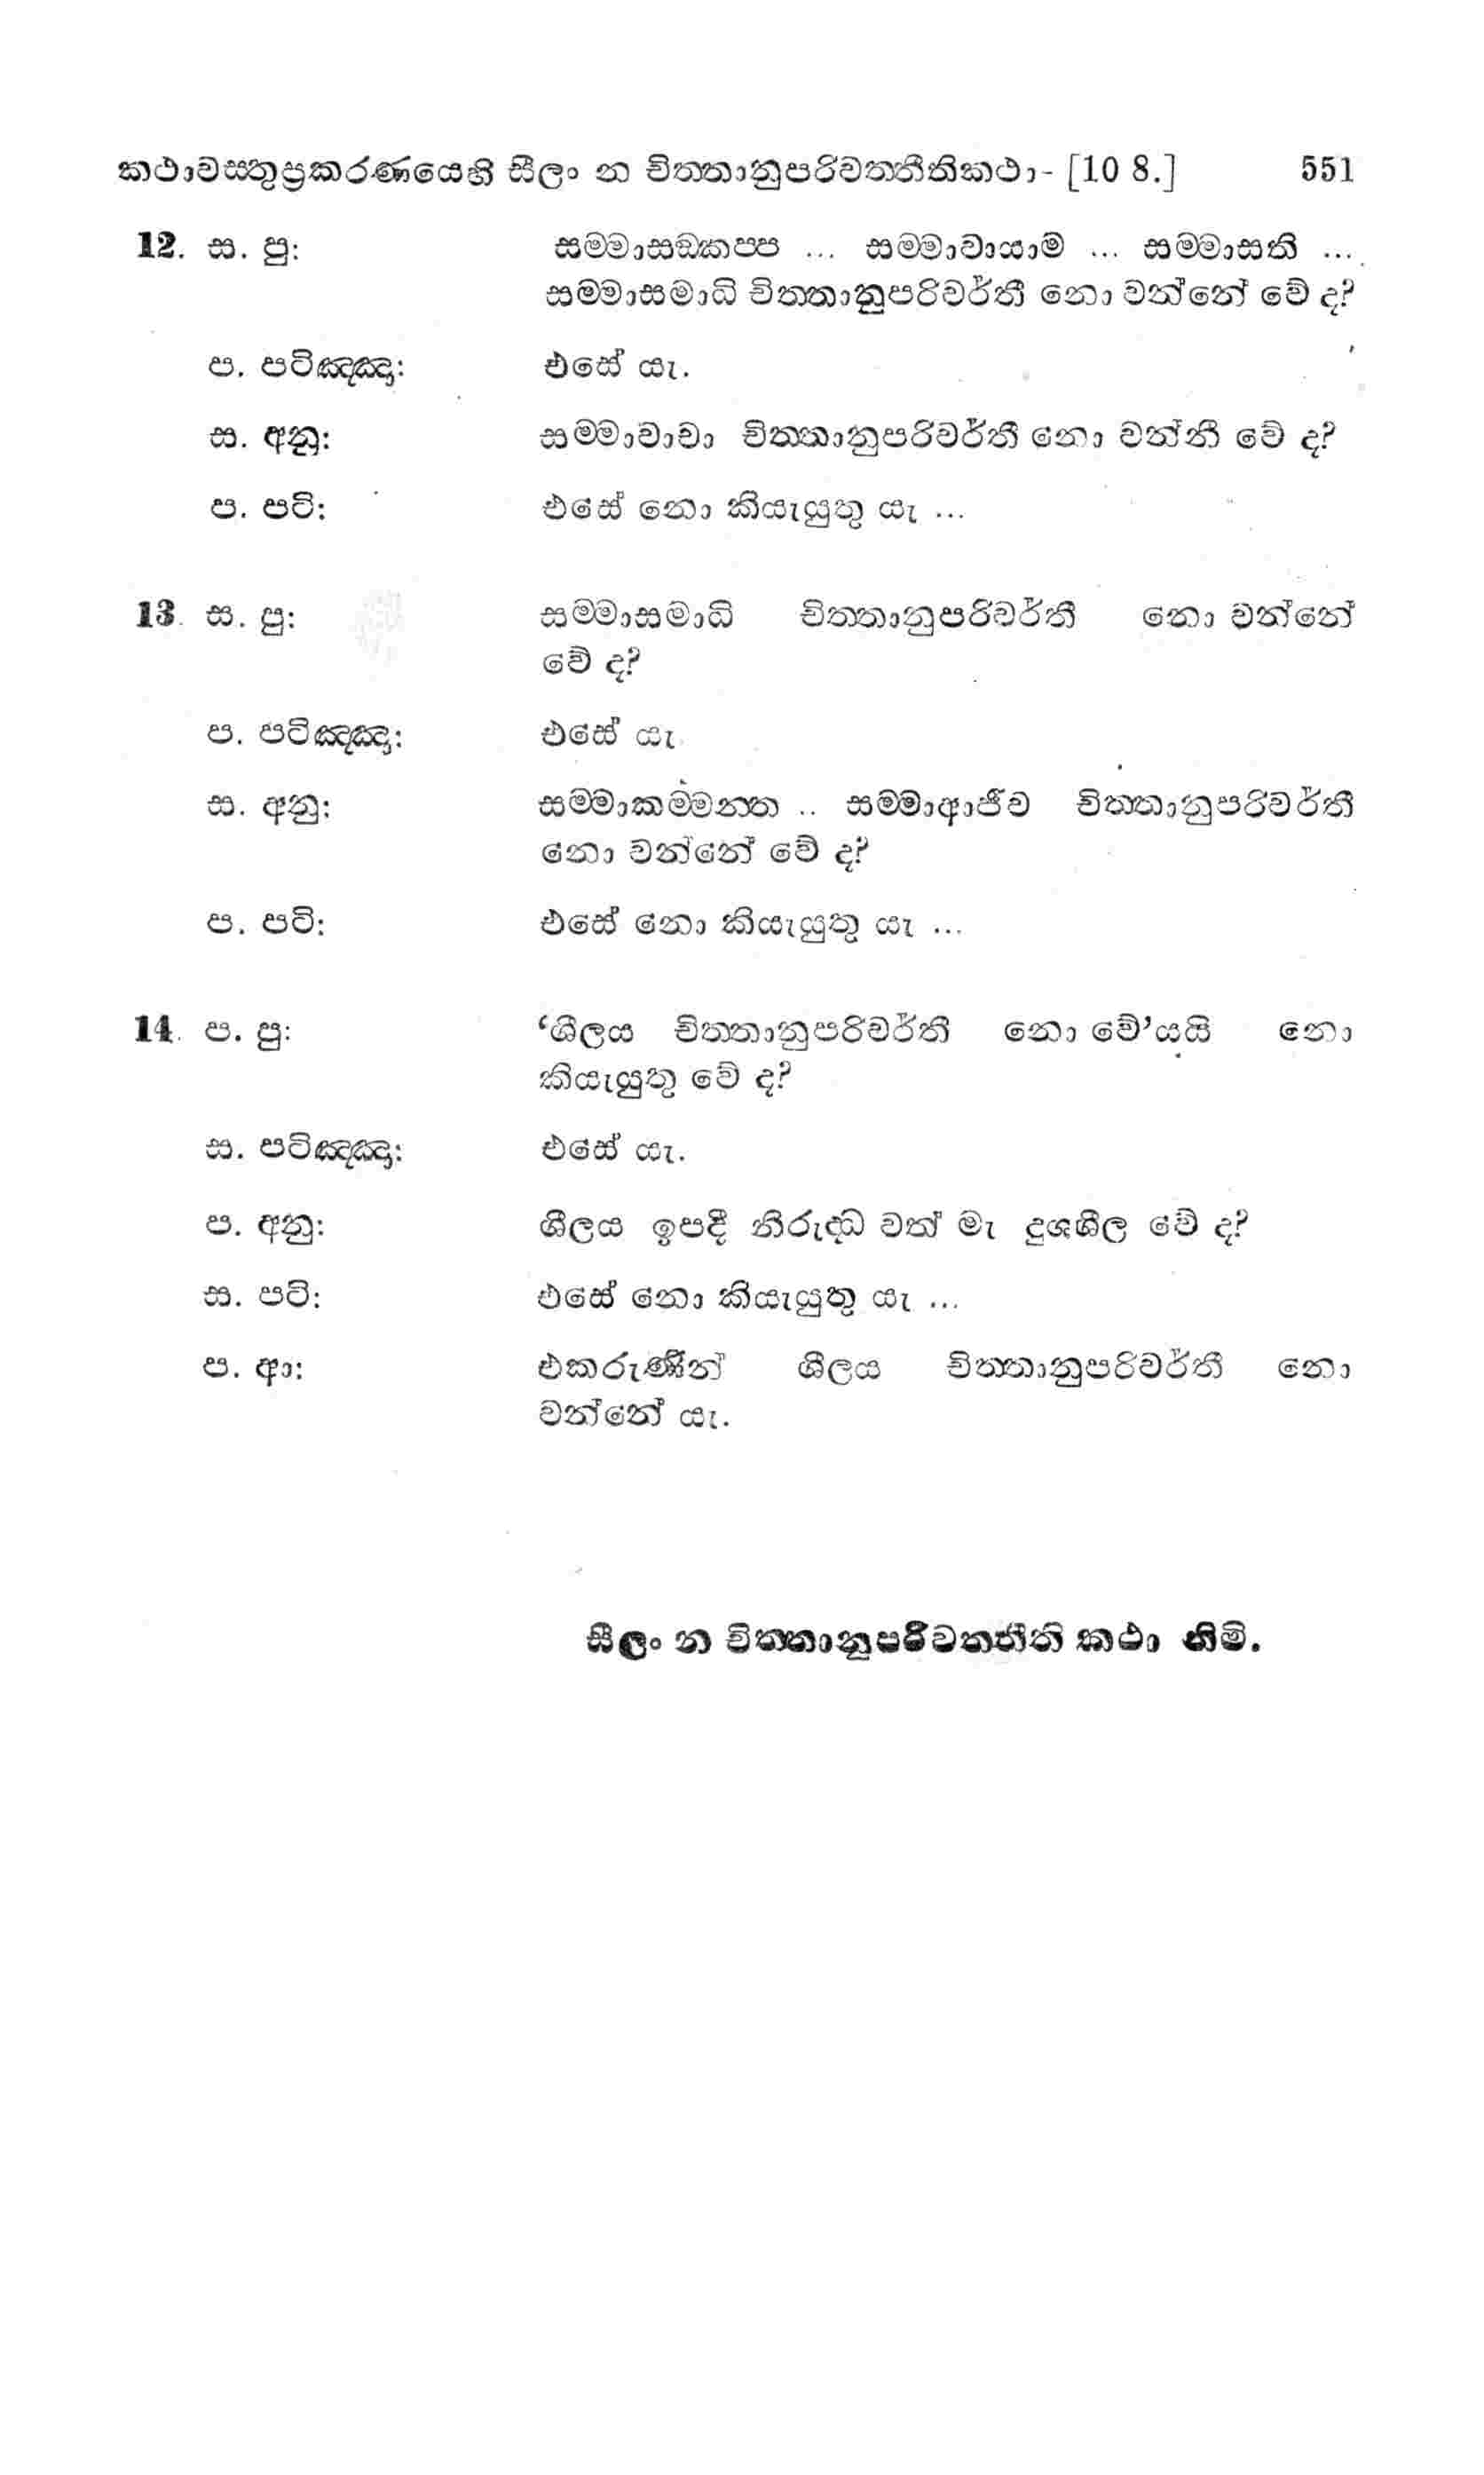 කථාවස්තුප්‍රකරණයෙහි සීලං න චිත්තානුපරිවත්තීතිකථා- [10 8.] 551
12. ස. පු: සම්මාසඞ්කප්ප ... සම්මාවායාම ... සම්මාසති ...
සම්මාසමාධි චිත්තානුපරිවර්තී නො වන්නේ වේ ද?
ප. පටිඤ්ඤා: එසේ යැ.
ස. අනු: සම්මාවාචා චිත්තානුපරිවර්තී නො වන්නී වේ ද?
ප. පටි: එසේ නො කියැයුතු යැ ...
13. ස. පු: සම්මාසමාධි චිත්තානුපරිවර්තී නො වන්නේ
වේ ද?
ප. පටිඤ්ඤා: එසේ යැ
ස. අනු: සම්මාකම්මන්ත .. සම්මාආජීව චිත්තානුපරිවර්තී
නො වන්නේ වේ ද?
ප. පටි: එසේ නො කියැයුතු යැ ...
14. ප. පු: ‘ශීලය චිත්තානුපරිවර්තී නො වේ’යයි නො
කියැයුතු වේ ද?
ස. පටිඤ්ඤා: එසේ යැ.
ප. අනු: ශීලය ඉපදී නිරුද්ධ වත් මැ දුශ්ශීල වේ ද?
ස. පටි: එසේ නො කියැයුතු යැ ...
ප. ආ: එකරුණින් ශීලය චිත්තානුපරිවර්තී නො
වන්නේ යැ.
සීලං න චිත්තානුපරිවත්තීති කථා නිමි.